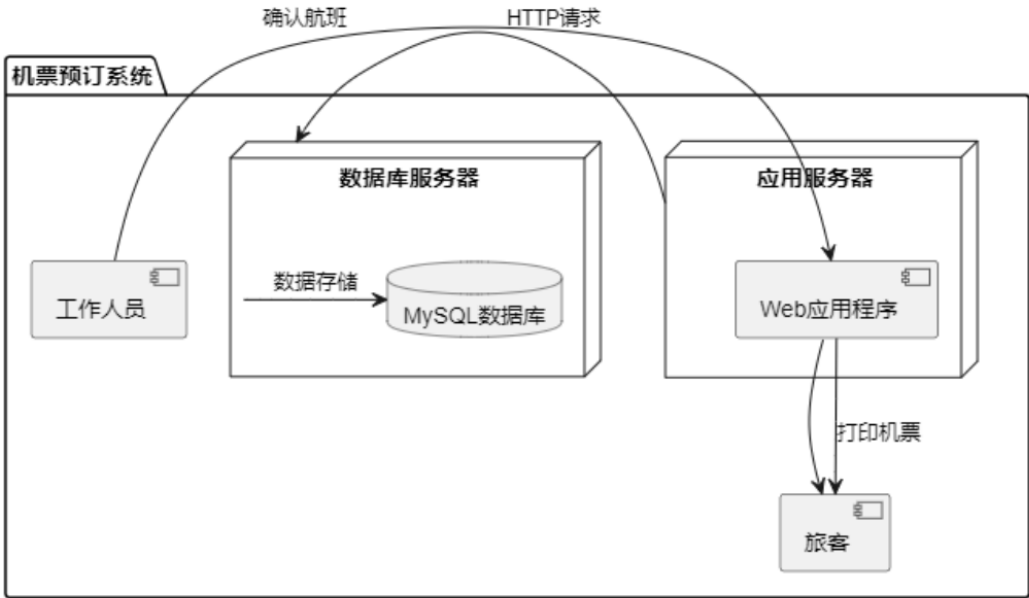 确认航班
HTTP请求
机票预订系统
数据库服务器
应用服务器
数据存储
工作人员
MySQL数据库
Web应用程序
打印机票
旅客